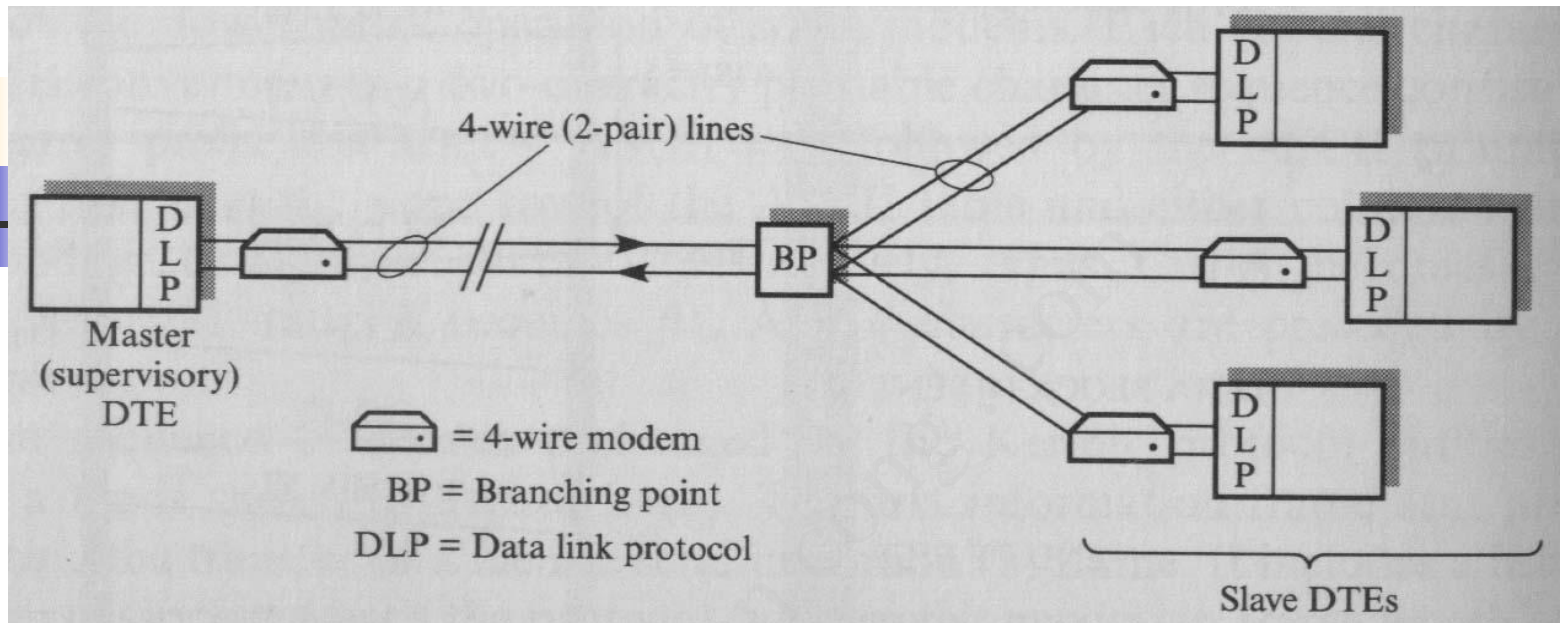 D
L
P
4-wire (2-pair) lines
D
L
P
BP
D
L
P
Master
(supervisory)
DTE
= 4-wire modem
BP = Branching point
DLP = Data link protocol
D
L
P
Slave DTEs